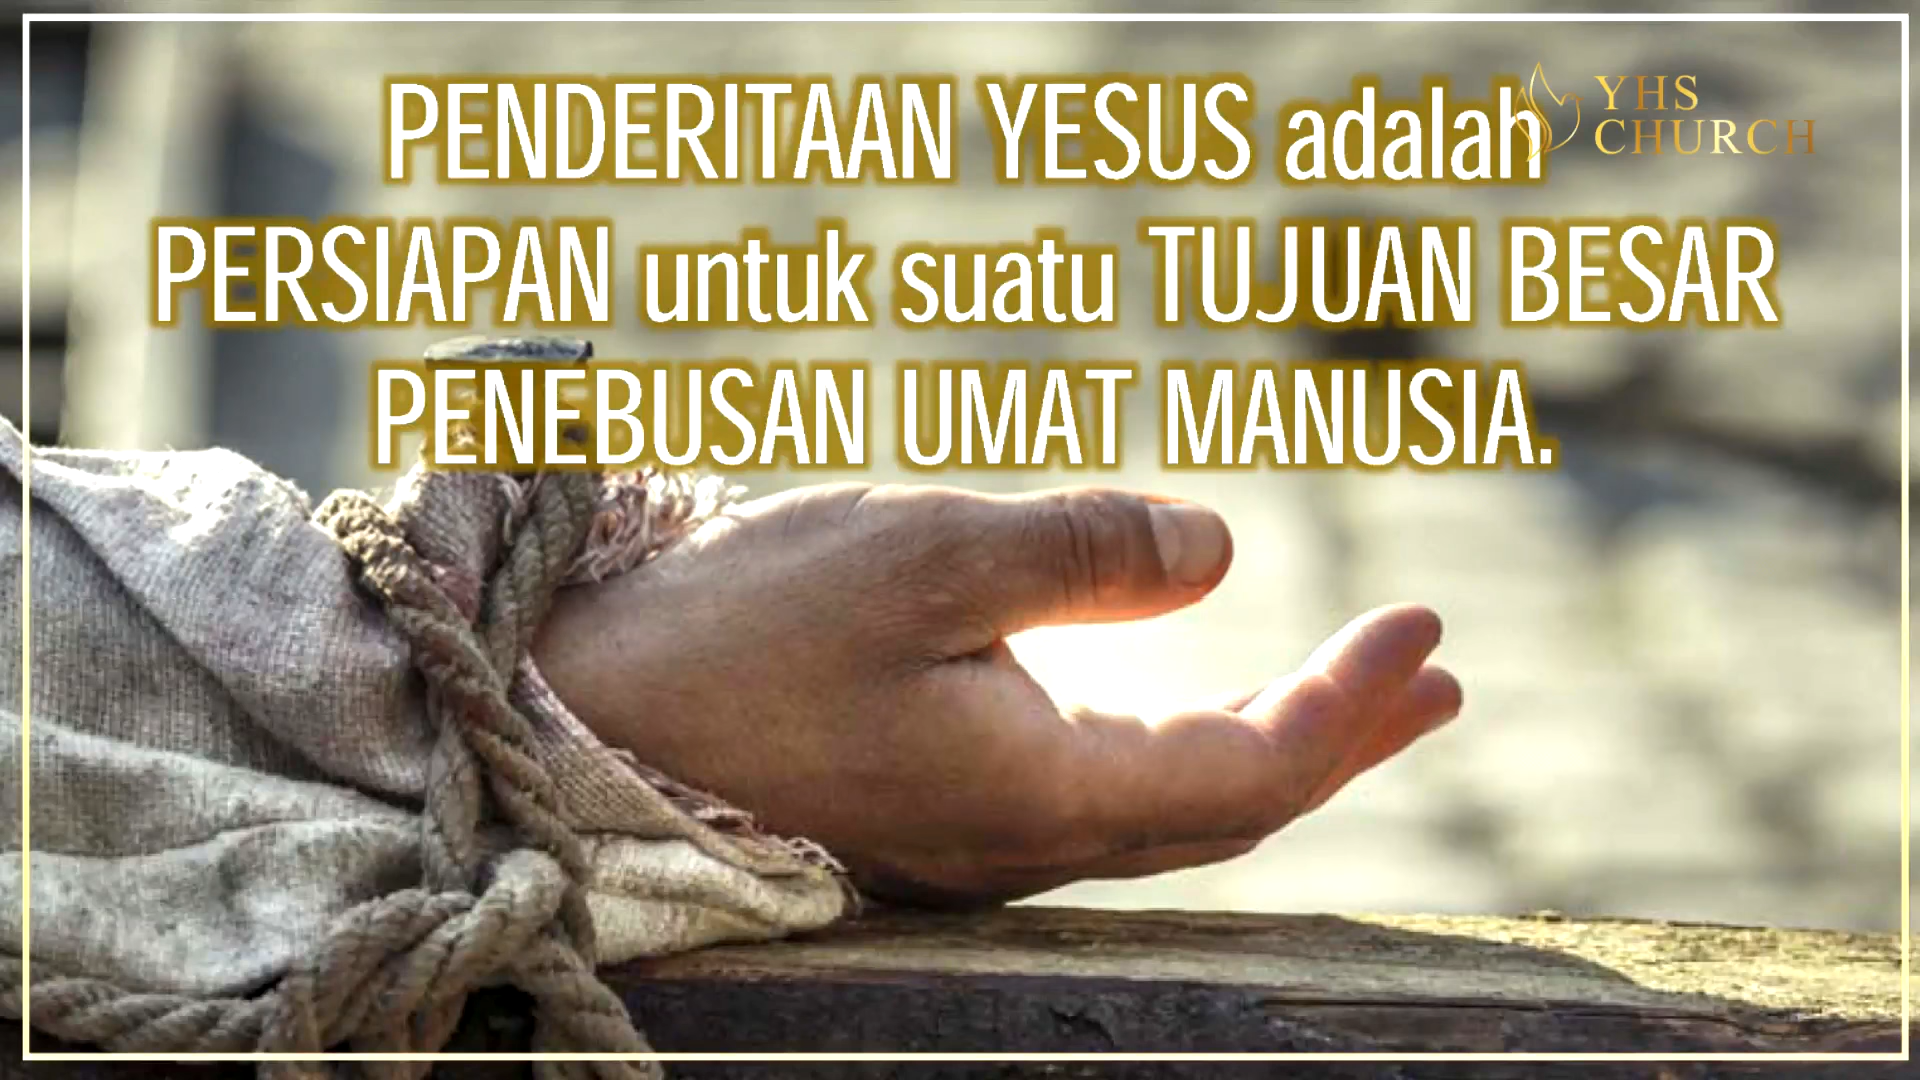 PENDERITAAN YESUS adalah
PERSIAPAN untuk suatu TUJUAN BESAR
PENEBUSAN UMAT MANUSIA.
YHS
CHURCH